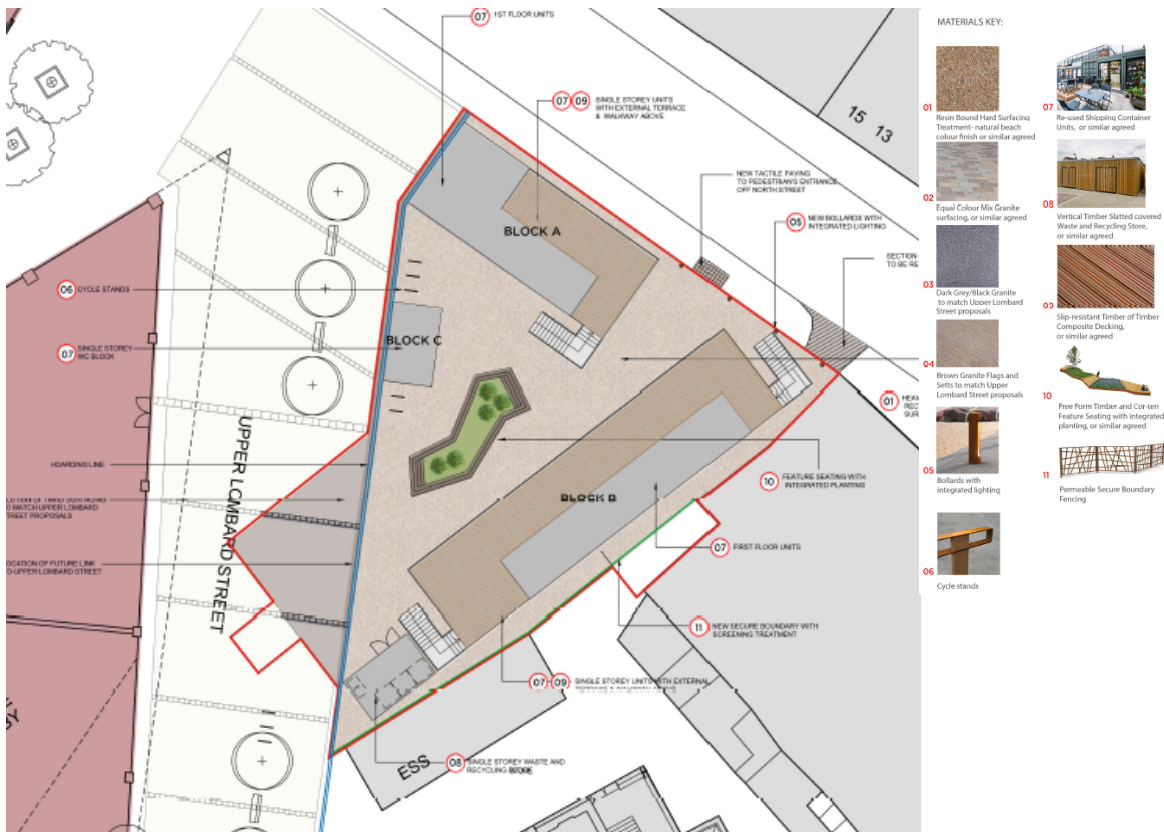 07 1ST FLOOR UNITS
07 09 SINGLE STOREY UNITS
WITH EXTERNAL TERRACE
& WALKWAY ABOVE
15 13
NEW TACTILE PAVING
TO PEDESTRIANS ENTRANCE
OFF NORTH STREET
05 NEW BOLLARDS WITH
INTEGRATED LIGHTING
SECTION
TO BE RE
BLOCK A
06 CYCLE STANDS
07 SINGLE STOREY
WC BLOCK
BLOCK C
01
UPPER LOMBARD STREET
HOARDING LINE
TO MATCH UPPER LOMBARD
STREET PROPOSALS
OCATION OF FUTURE LINK
O UPPER LOMBARD STREET
10 FEATURE SEATING WITH
INTEGRATED PLANTING
BLOCK B
07 FIRST FLOOR UNITS
11 NEW SECURE BOUNDARY WITH
SCREENING TREATMENT
07 09 SINGLE STOREY UNITS WITH EXTERNAL
08 SINGLE STOREY WASTE AND
RECYCLING
ESS
MATERIALS KEY:
01
Resin Bound Hard Surfacing
Treatment- natural beach
colour finish or similar agreed
02
Equal Colour Mix Granite
surfacing, or similar agreed
03
Dark Grey/Black Granite
to match Upper Lombard
Street proposals
04
Brown Granite Flags and
Setts to match Upper
Lombard Street proposals
05
Bollards with
integrated lighting
06
Cycle stands
07
Re-used Shipping Container
Units, or similar agreed
08
Vertical Timber Slatted covered
Waste and Recycling Store,
or similar agreed
Slip-resistant Timber of Timber
Composite Decking,
or similar agreed
10
Free Form Timber and Cor-ten
Feature Seating with integrated
planting, or similar agreed
11
Permeable Secure Boundary
Fencing